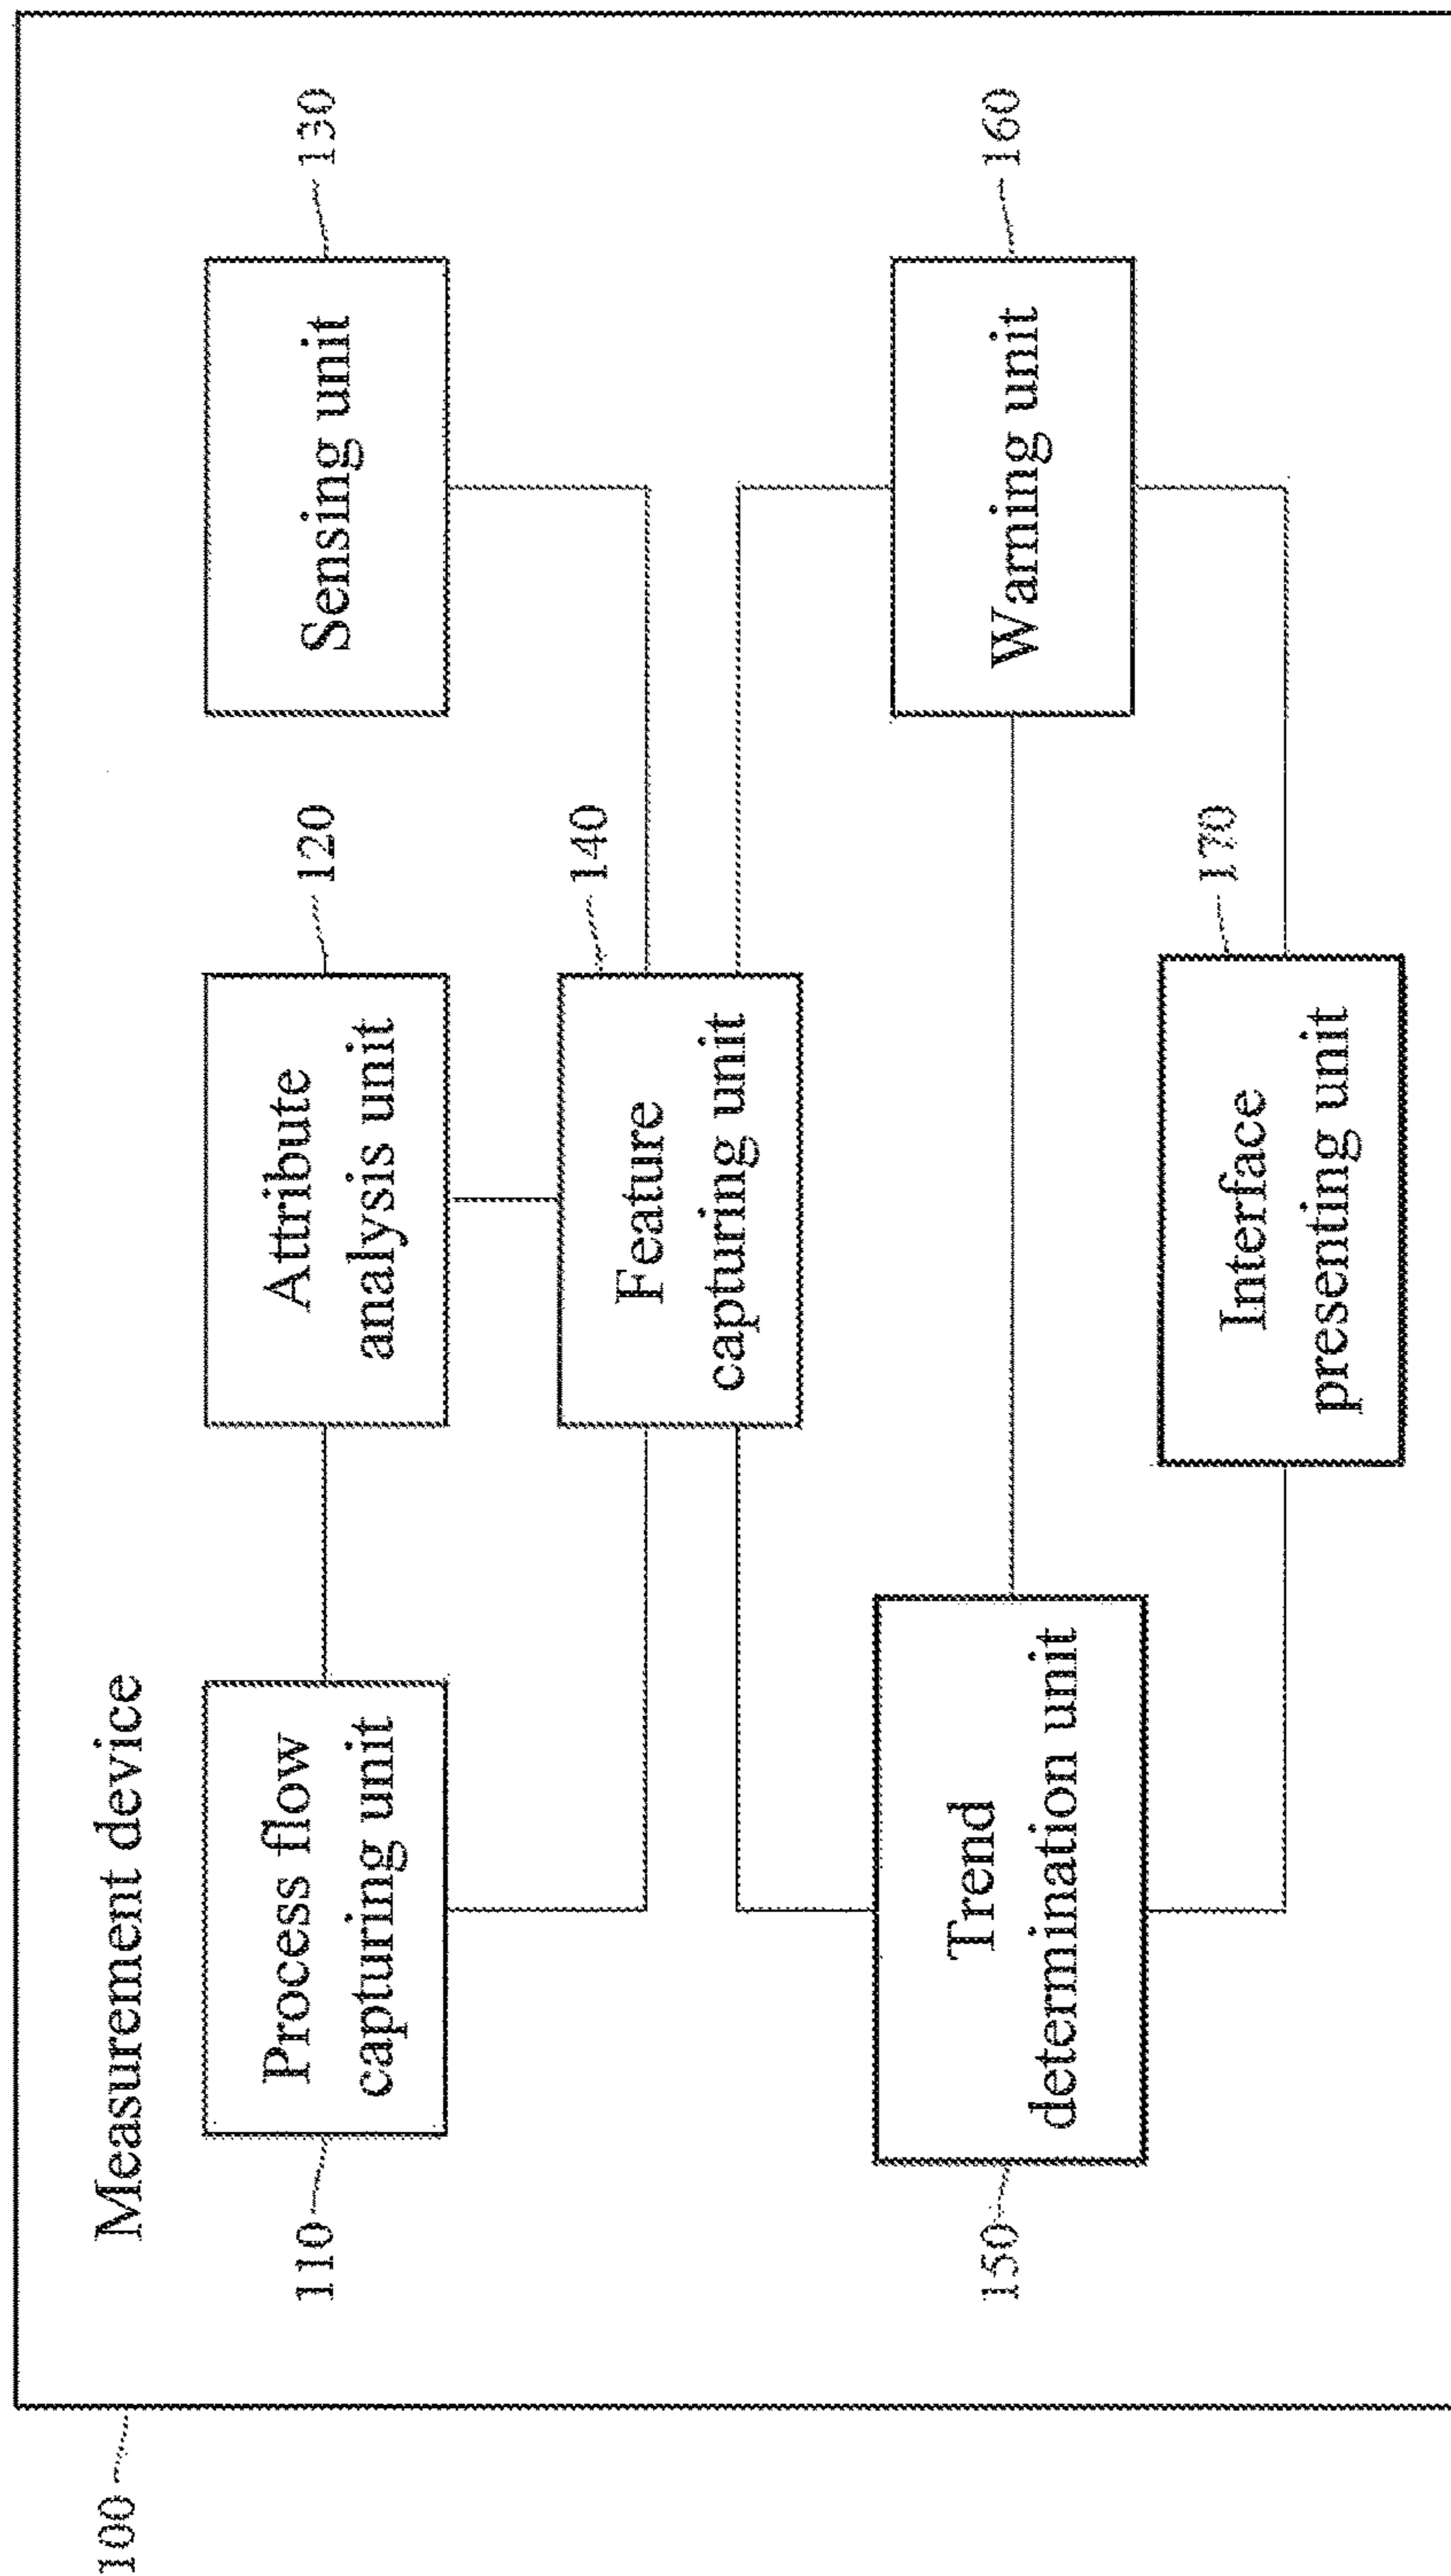 100
Measurement device
110
Process flow
capturing unit
120
Attribute
analysis unit
130
Sensing unit
140
Feature
capturing unit
150
Trend
determination unit
160
Warning unit
170
Interface
presenting unit